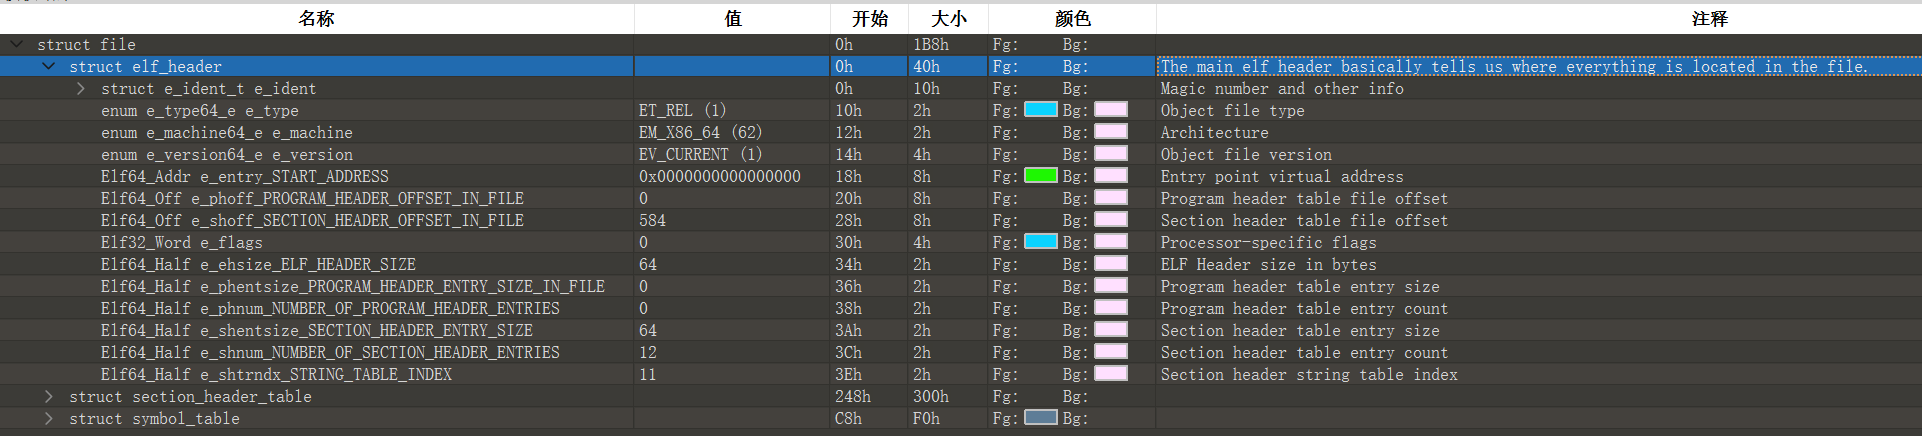 名称 值 开始 大小 颜色 注释
struct file 0h 1B8h Fg: Bg:
struct elf_header 0h 40h Fg: Bg: The main elf header basically tells us where everything is located in the file.
struct e_ident_t e_ident 0h 10h Fg: Bg: Magic number and other info
enum e_type64_e e_type ET_REL (1) 10h 2h Fg: Bg: Object file type
enum e_machine64_e e_machine EM_X86_64 (62) 12h 2h Fg: Bg: Architecture
enum e_version64_e e_version EV_CURRENT (1) 14h 4h Fg: Bg: Object file version
Elf64_Addr e_entry_START_ADDRESS 0x0000000000000000 18h 8h Fg: Bg: Entry point virtual address
Elf64_Off e_phoff_PROGRAM_HEADER_OFFSET_IN_FILE 0 20h 8h Fg: Bg: Program header table file offset
Elf64_Off e_shoff_SECTION_HEADER_OFFSET_IN_FILE 584 28h 8h Fg: Bg: Section header table file offset
Elf32_Word e_flags 0 30h 4h Fg: Bg: Processor-specific flags
Elf64_Half e_ehsize_ELF_HEADER_SIZE 64 34h 2h Fg: Bg: ELF Header size in bytes
Elf64_Half e_phentsize_PROGRAM_HEADER_ENTRY_SIZE_IN_FILE 0 36h 2h Fg: Bg: Program header table entry size
Elf64_Half e_phnum_NUMBER_OF_PROGRAM_HEADER_ENTRIES 0 38h 2h Fg: Bg: Program header table entry count
Elf64_Half e_shentsize_SECTION_HEADER_ENTRY_SIZE 64 3Ah 2h Fg: Bg: Section header table entry size
Elf64_Half e_shnum_NUMBER_OF_SECTION_HEADER_ENTRIES 12 3Ch 2h Fg: Bg: Section header table entry count
Elf64_Half e_shtrndx_STRING_TABLE_INDEX 11 3Eh 2h Fg: Bg: Section header string table index
struct section_header_table 248h 300h Fg: Bg:
struct symbol_table C8h F0h Fg: Bg: